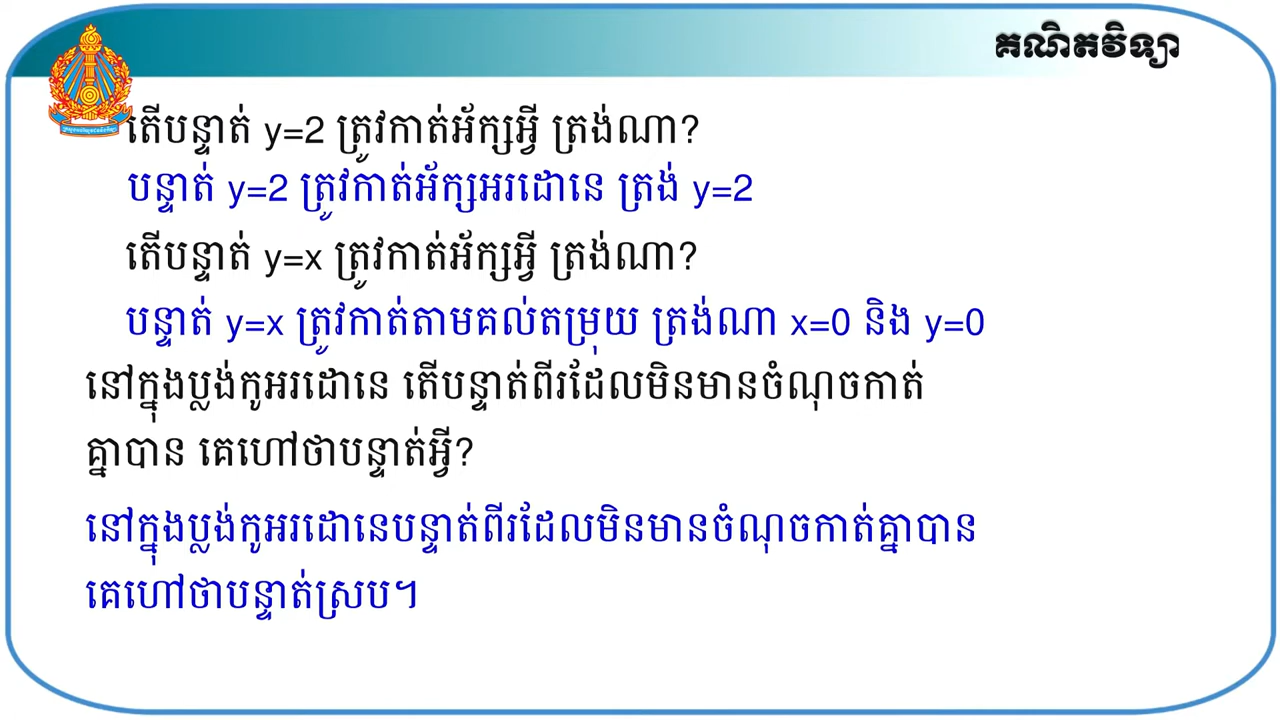 គណិតវិទ្យា
តើបន្ទាត់ y=2 ត្រូវកាត់អ័ក្សអ្វី ត្រង់ណា?
បន្ទាត់ y=2 ត្រូវកាត់អ័ក្សអរដោនេ ត្រង់ y=2
តើបន្ទាត់ y=x ត្រូវកាត់អ័ក្សអ្វី ត្រង់ណា?
បន្ទាត់ y=x ត្រូវកាត់តាមគល់តម្រុយ ត្រង់ណា x=0 និង y=0
នៅក្នុងប្លង់កូអរដោនេ តើបន្ទាត់ពីរដែលមិនមានចំណុចកាត់
គ្នាបាន គេហៅថាបន្ទាត់អ្វី?
នៅក្នុងប្លង់កូអរដោនេបន្ទាត់ពីរដែលមិនមានចំណុចកាត់គ្នាបាន
គេហៅថាបន្ទាត់ស្រប។